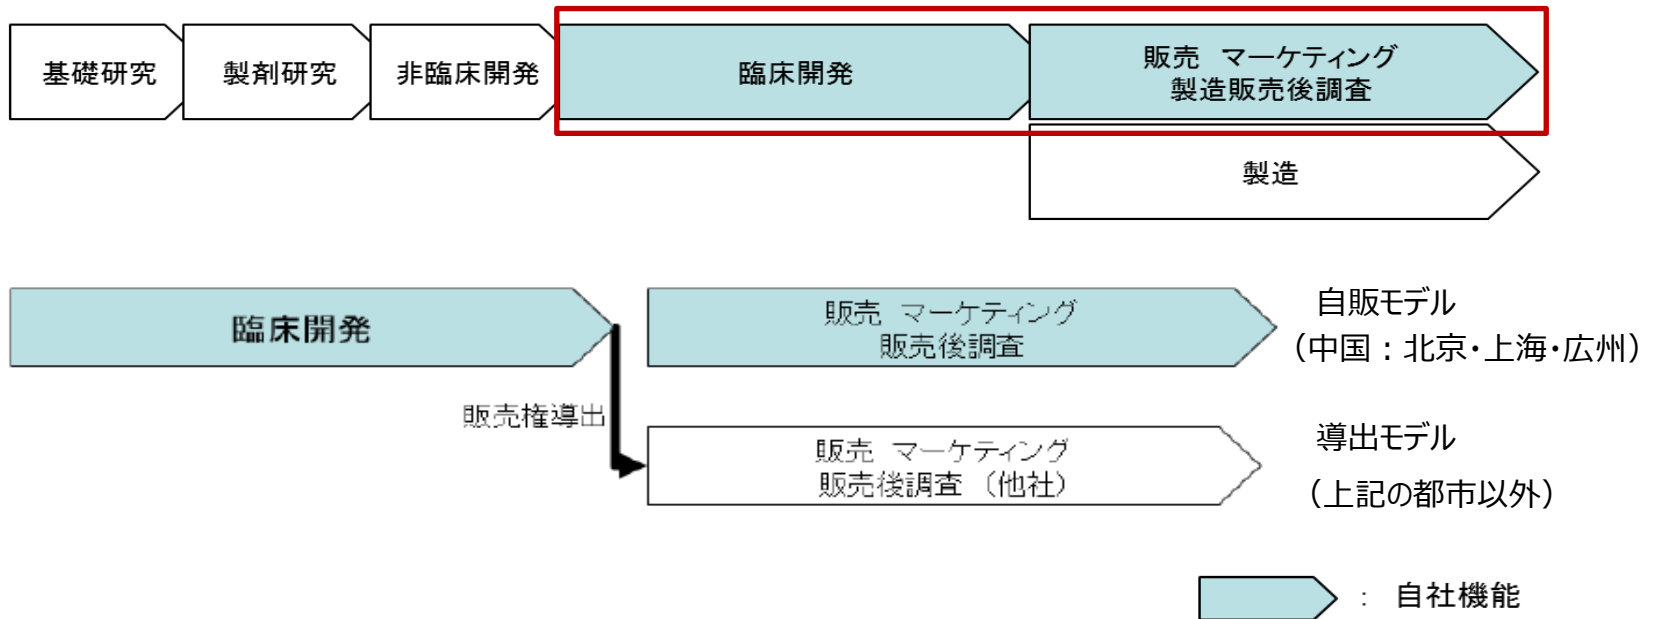 基礎研究
製剤研究
非臨床開発
臨床開発
販売 マーケティング
製造販売後調査
製造
臨床開発
販売 マーケティング
販売後調査
自販モデル
（中国：北京・上海・広州）
販売権導出
販売 マーケティング
販売後調査 （他社）
導出モデル
（上記の都市以外）
： 自社機能